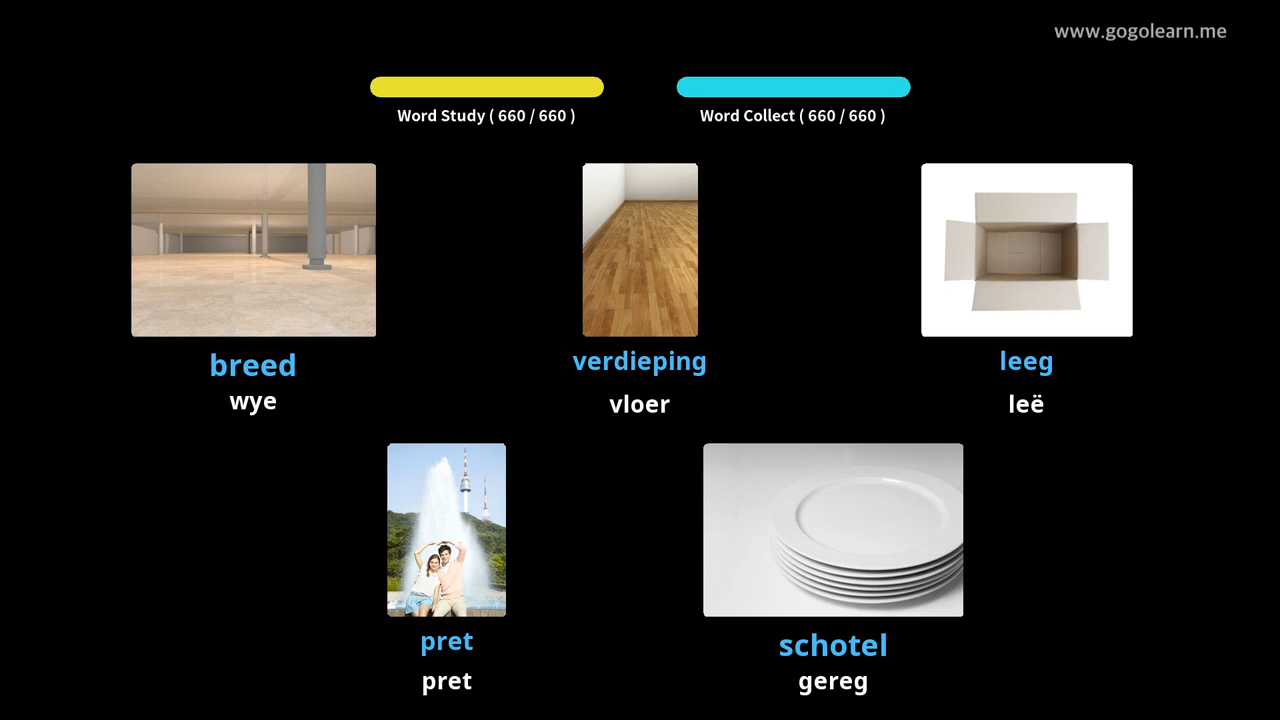 www.gogolearn.me
Word Study ( 660 / 660 )
Word Collect ( 660 / 660 )
breed
wye
verdieping
vloer
leeg
leë
pret
pret
schotel
gereg